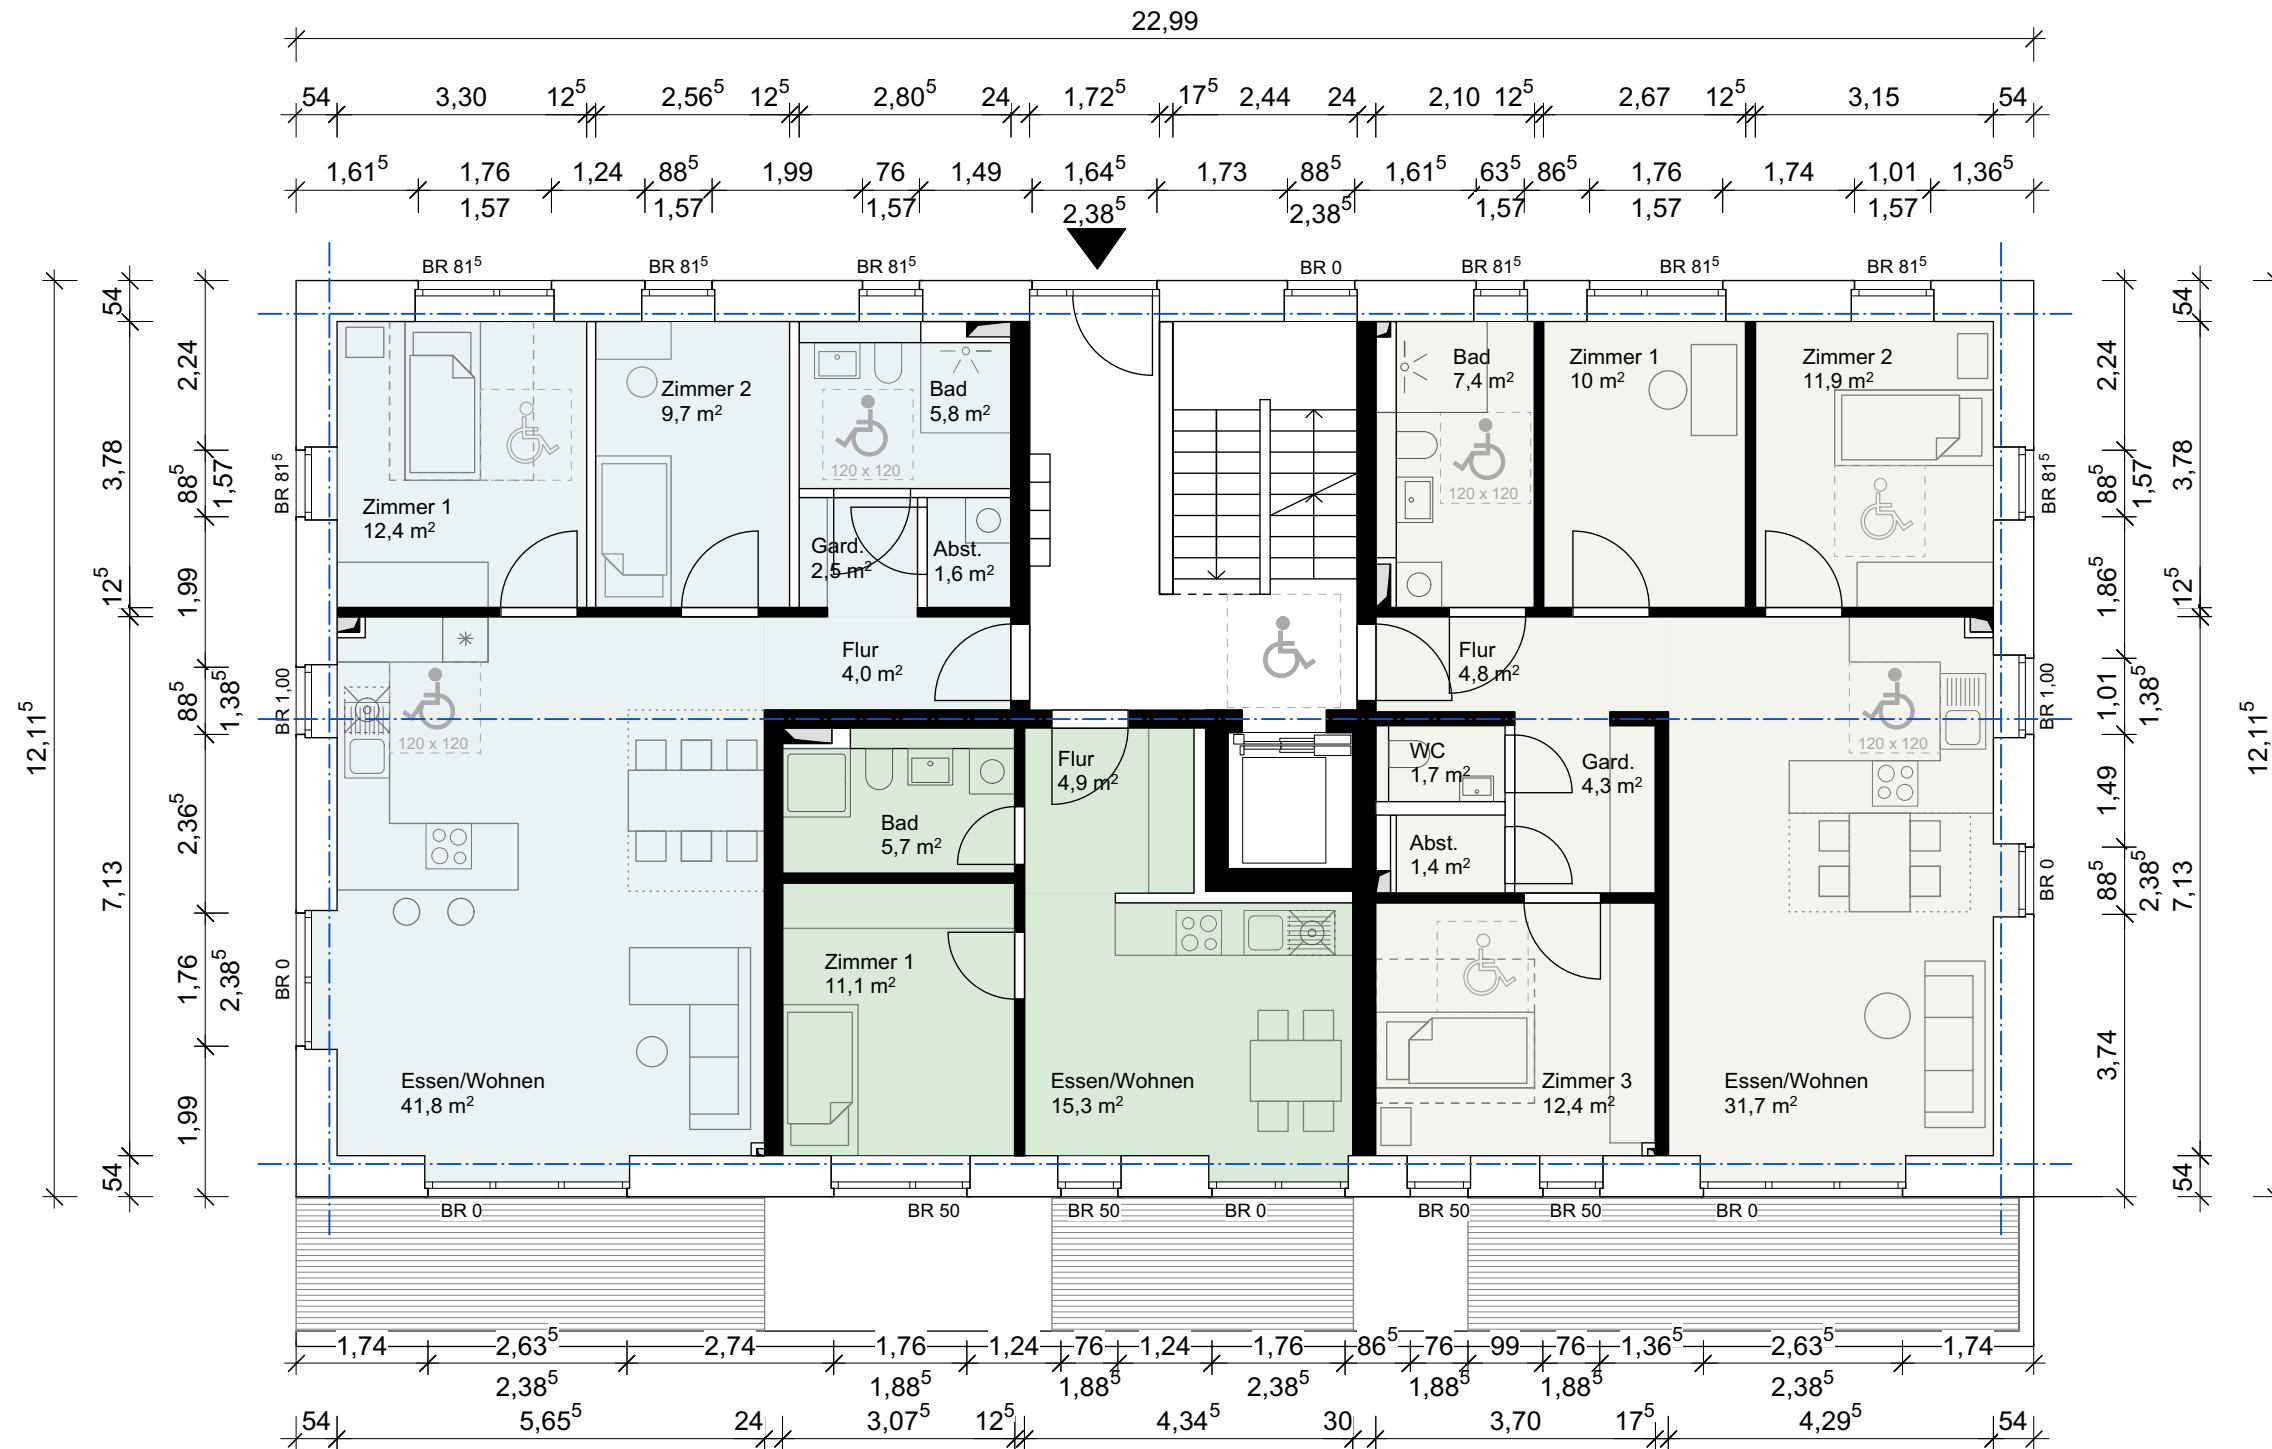 22,99
54 3,30 12⁵ 2,56⁵ 12⁵ 2,80⁵ 24 1,72⁵ 17⁵ 2,44 24 2,10 12⁵ 2,67 12⁵ 3,15 54
1,61⁵ 1,76 1,24 88⁵ 1,99 76 1,49 1,64⁵ 1,73 88⁵ 1,61⁵ 63⁵ 86⁵ 1,76 1,74 1,01 1,36⁵
1,57 1,57 1,57 2,38⁵ 2,38⁵ 1,57 1,57 1,57
BR 81⁵ BR 81⁵ BR 81⁵ BR 0 BR 81⁵ BR 81⁵ BR 81⁵
12,11⁵
54 3,78 12⁵ 7,13 54
2,24 88⁵ 1,99 88⁵ 2,36⁵ 1,76 1,99
1,57 1,38⁵ 2,38⁵
BR 81⁵ BR 1,00 BR 0
Zimmer 1
12,4 m²
Zimmer 2
9,7 m²
Bad
5,8 m²
120 x 120
Gard.
2,5 m²
Abst.
1,6 m²
Flur
4,0 m²
120 x 120
Essen/Wohnen
41,8 m²
Bad
5,7 m²
Flur
4,9 m²
Zimmer 1
11,1 m²
Essen/Wohnen
15,3 m²
Bad
7,4 m²
120 x 120
Zimmer 1
10 m²
Zimmer 2
11,9 m²
Flur
4,8 m²
120 x 120
WC
1,7 m²
Gard.
4,3 m²
Abst.
1,4 m²
Zimmer 3
12,4 m²
Essen/Wohnen
31,7 m²
BR 81⁵ BR 1,00 BR 0
2,24 88⁵ 1,86⁵ 1,01 1,49 88⁵ 3,74
1,57 1,38⁵ 2,38⁵
54 3,78 12⁵ 7,13 54
12,11⁵
BR 0 BR 50 BR 50 BR 0 BR 50 BR 50 BR 0
1,74 2,63⁵ 2,74 1,76 1,24 76 1,24 1,76 86⁵ 76 99 76 1,36⁵ 2,63⁵ 1,74
2,38⁵ 1,88⁵ 1,88⁵ 2,38⁵ 1,88⁵ 1,88⁵ 2,38⁵
54 5,65⁵ 24 3,07⁵ 12⁵ 4,34⁵ 30 3,70 17⁵ 4,29⁵ 54